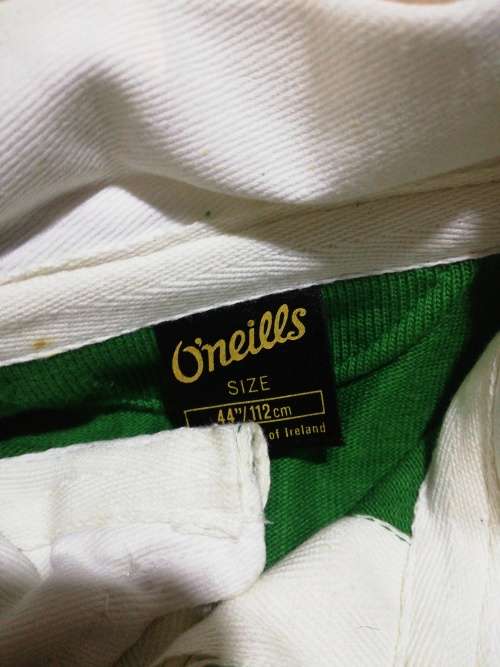 O'neills
SIZE
44"/112cm
of Ireland